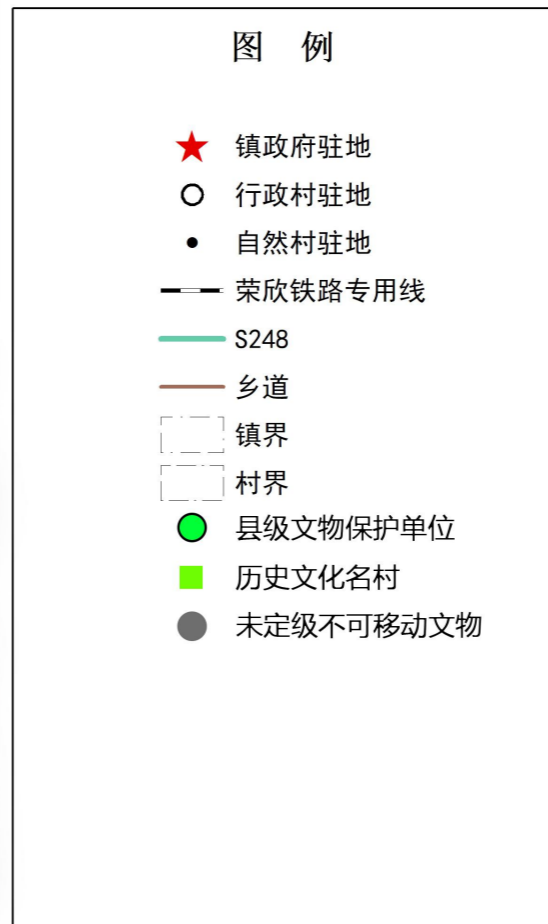 图 例
镇政府驻地
行政村驻地
自然村驻地
荣欣铁路专用线
S248
乡道
镇界
村界
县级文物保护单位
历史文化名村
未定级不可移动文物